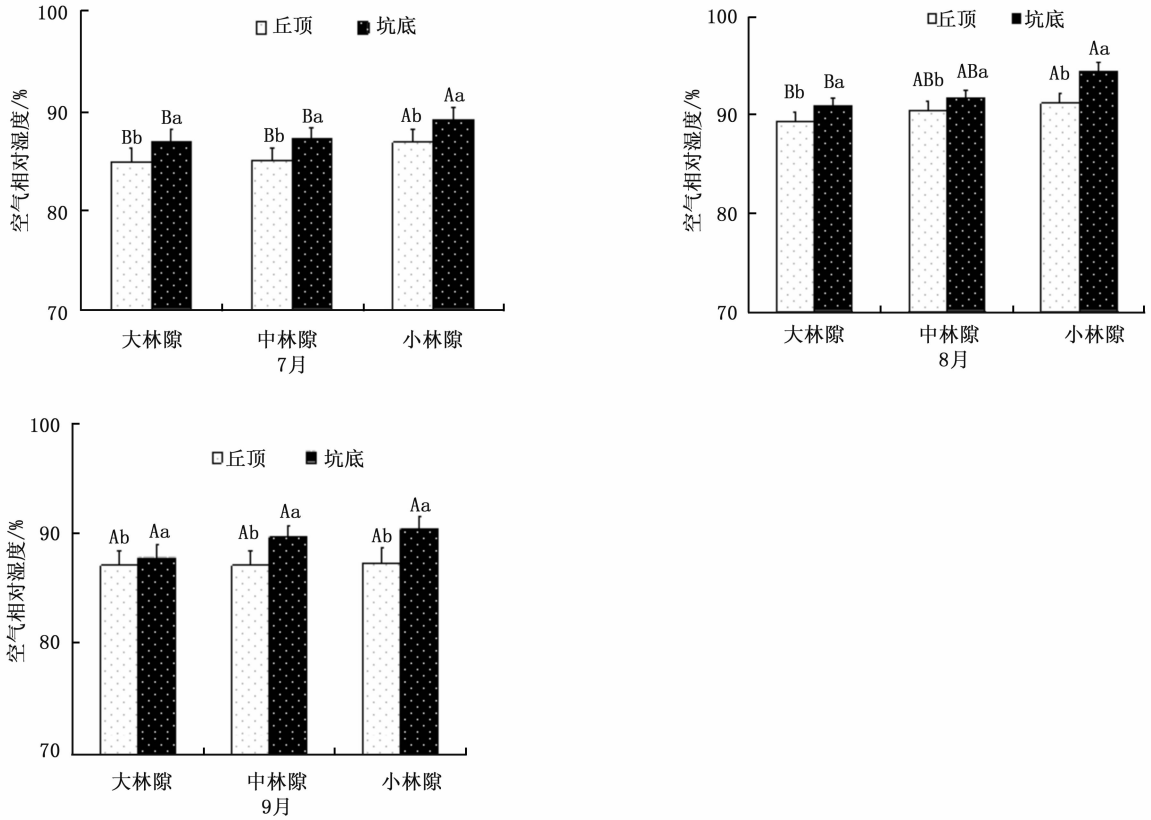 100
90
80
70
空气相对湿度/%
丘顶 坑底
Bb Ba Bb Ba Ab Aa
大林隙 中林隙 小林隙
7月
100
90
80
70
空气相对湿度/%
丘顶 坑底
Bb Ba ABb ABa Ab Aa
大林隙 中林隙 小林隙
8月
100
90
80
70
空气相对湿度/%
丘顶 坑底
Ab Aa Ab Aa Ab Aa
大林隙 中林隙 小林隙
9月